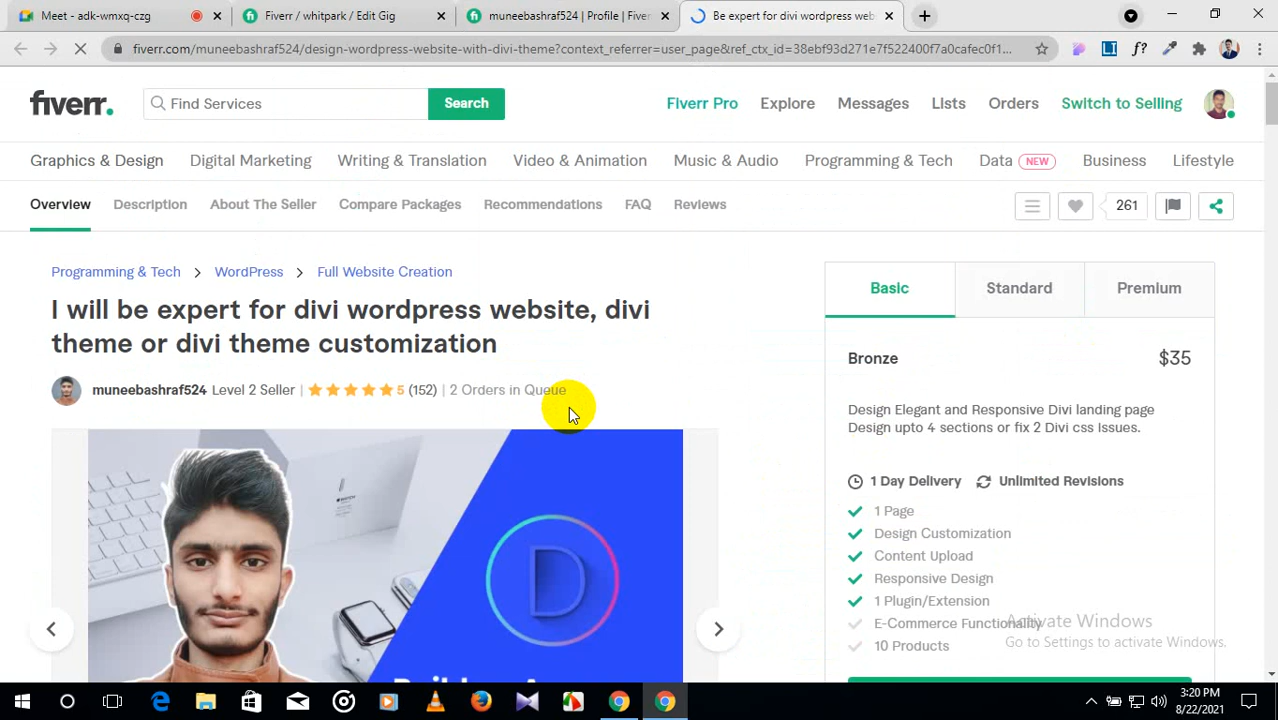 Meet - adk-wmxq-czg
Fiverr / whitpark / Edit Gig
muneebashraf524 | Profile | Fiverr
Be expert for divi wordpress web
fiverr.com/muneebashraf524/design-wordpress-website-with-divi-theme?context_referrer=user_page&ref_ctx_id=38ebf93d271e7f522400f7a0cafec0f1...
fiverr.
Find Services
Search
Fiverr Pro
Explore
Messages
Lists
Orders
Switch to Selling
Graphics & Design
Digital Marketing
Writing & Translation
Video & Animation
Music & Audio
Programming & Tech
Data NEW
Business
Lifestyle
Overview
Description
About The Seller
Compare Packages
Recommendations
FAQ
Reviews
261
Programming & Tech > WordPress > Full Website Creation
I will be expert for divi wordpress website, divi
theme or divi theme customization
muneebashraf524 Level 2 Seller | 5 (152) | 2 Orders in Queue
D
Basic
Standard
Premium
Bronze
$35
Design Elegant and Responsive Divi landing page
Design upto 4 sections or fix 2 Divi css Issues.
1 Day Delivery
Unlimited Revisions
1 Page
Design Customization
Content Upload
Responsive Design
1 Plugin/Extension
E-Commerce Functionality
10 Products
Activate Windows
Go to Settings to activate Windows.
3:20 PM
8/22/2021